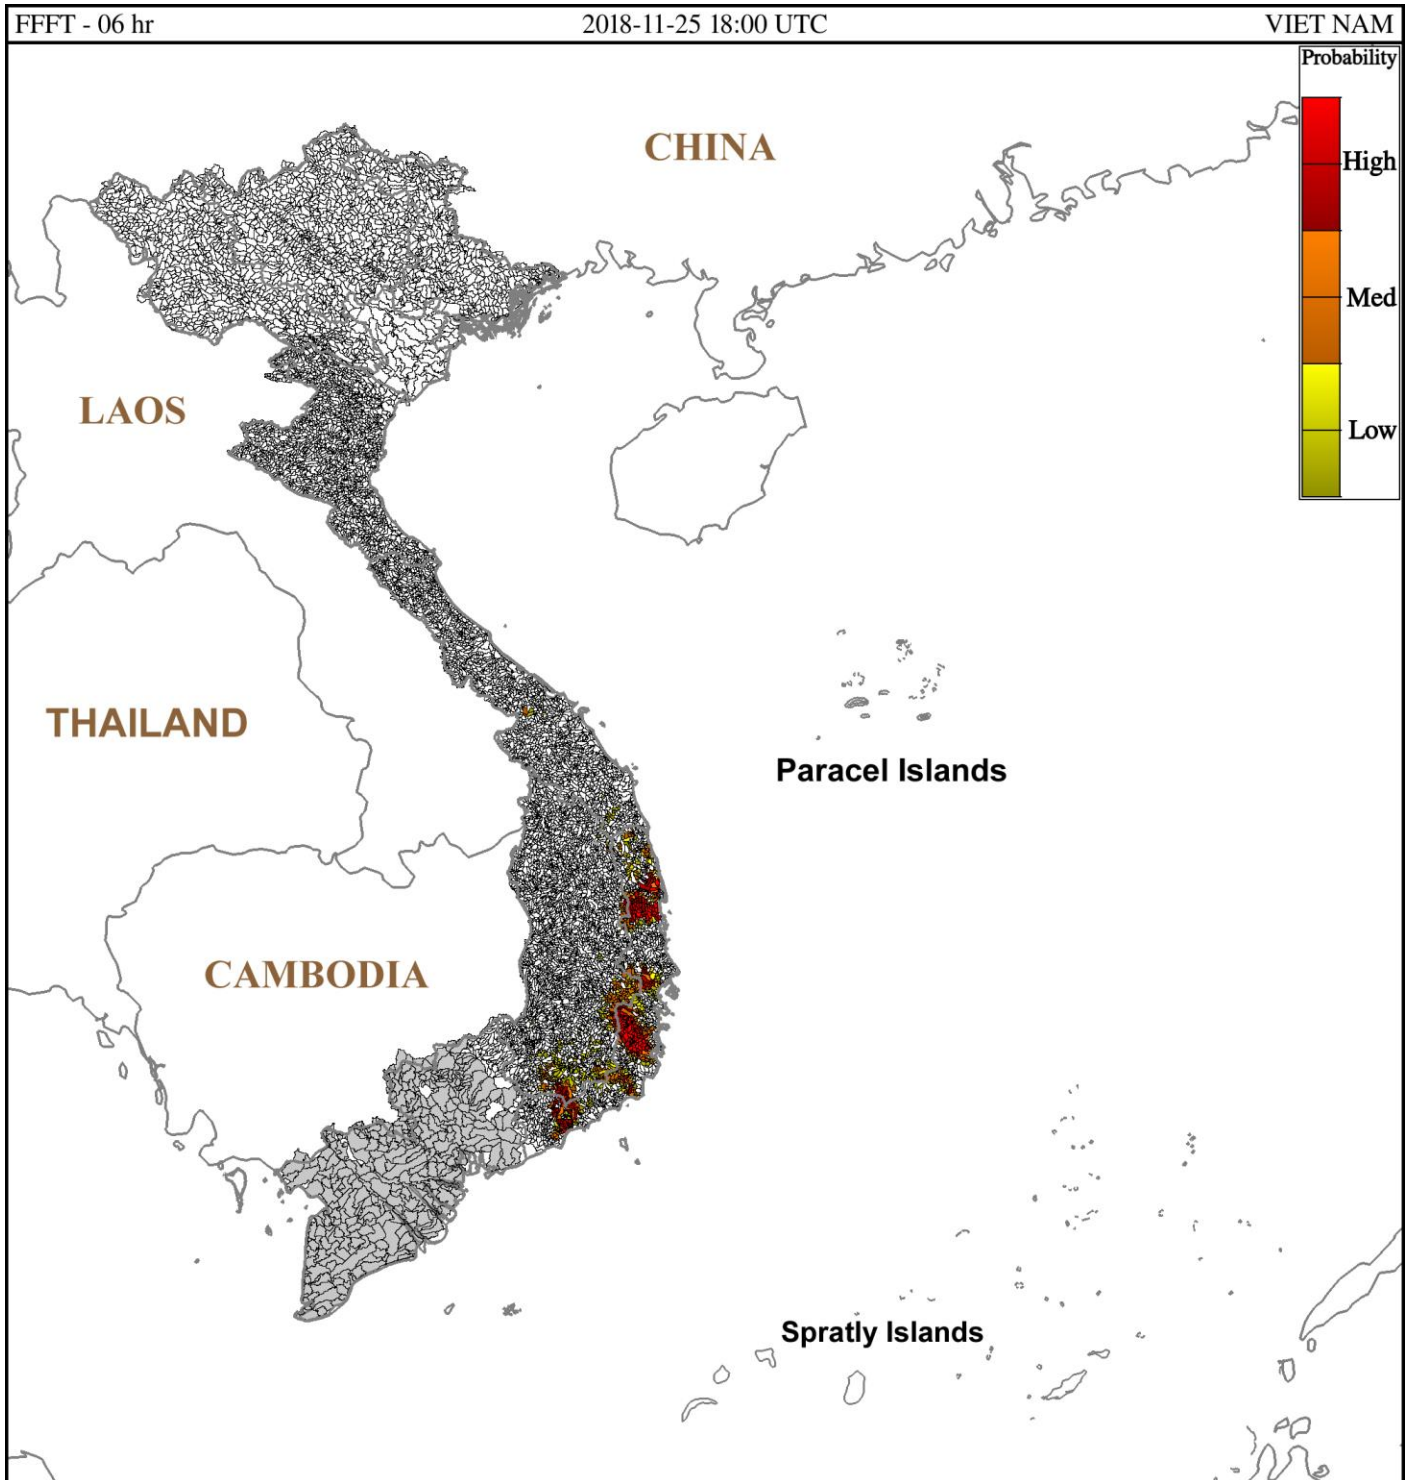 FFFT - 06 hr 2018-11-25 18:00 UTC VIET NAM
Probability
CHINA
High
Med
LAOS
Low
THAILAND
Paracel Islands
CAMBODIA
Spratly Islands